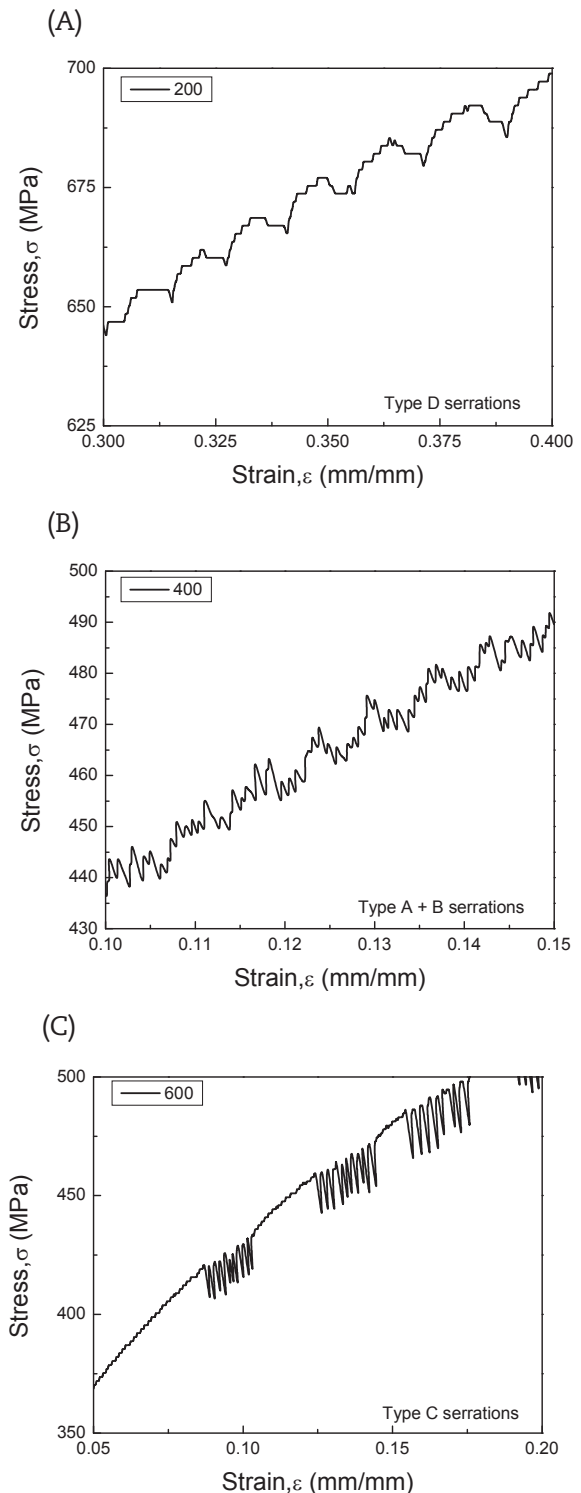 (A)
700
200
675
650
625
Stress,σ (MPa)
Type D serrations
0.300 0.325 0.350 0.375 0.400
Strain,ε (mm/mm)
(B)
500
400
490
480
470
460
450
440
430
Stress,σ (MPa)
Type A + B serrations
0.10 0.11 0.12 0.13 0.14 0.15
Strain,ε (mm/mm)
(C)
500
600
450
400
350
Stress,σ (MPa)
Type C serrations
0.05 0.10 0.15 0.20
Strain,ε (mm/mm)